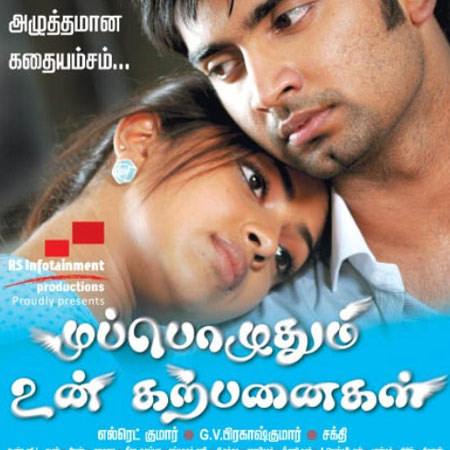 அழுத்தமான
கதையம்சம்...
RS Infotainment
productions
Proudly presents
முப்பொழுதும்
உன் கற்பனைகள்
எல்ரெட் குமார் G.V.பிரகாஷ்குமார் சக்தி